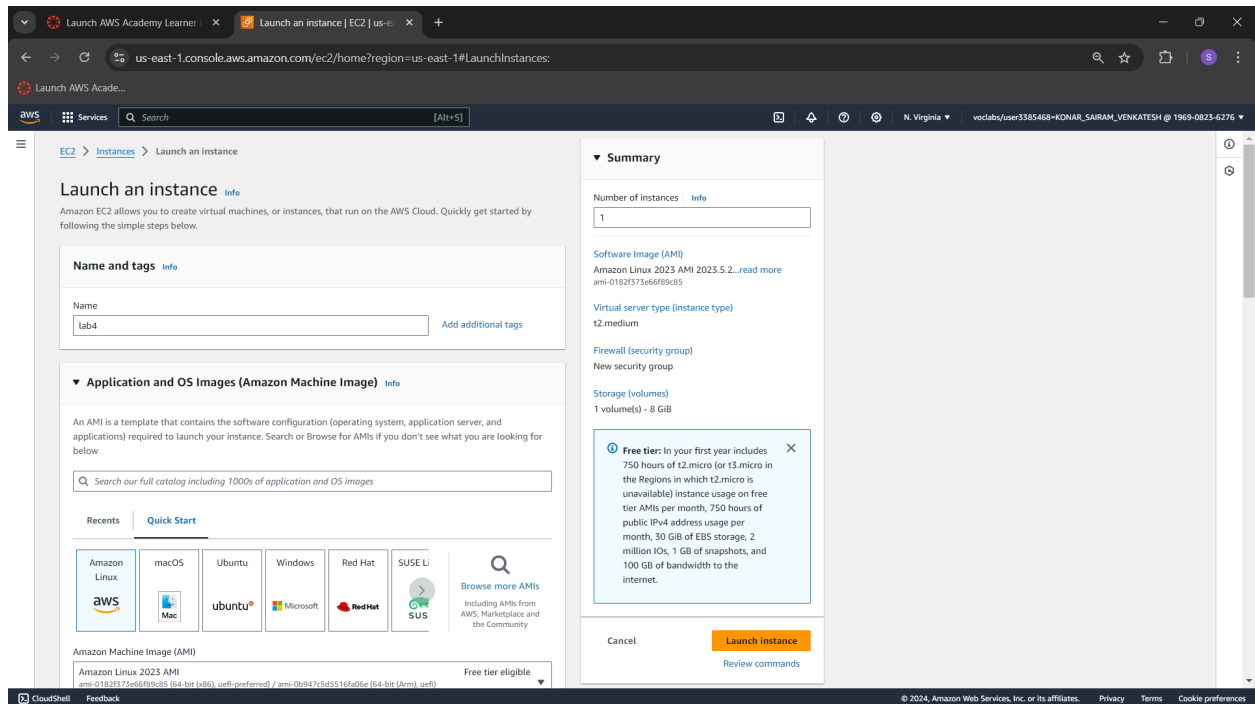 Launch AWS Academy Learner
Launch an instance | EC2 | us-ea
us-east-1.console.aws.amazon.com/ec2/home?region=us-east-1#LaunchInstances:
S
Launch AWS Acade...
aws
Services
Search
[Alt+S]
N. Virginia
voclabs/user3385468=KONAR_SAIRAM_VENKATESH @ 1969-0823-6276
EC2 > Instances > Launch an instance
Launch an instance Info
Amazon EC2 allows you to create virtual machines, or instances, that run on the AWS Cloud. Quickly get started by
following the simple steps below.
Name and tags Info
Name
lab4
Add additional tags
Application and OS Images (Amazon Machine Image) Info
An AMI is a template that contains the software configuration (operating system, application server, and
applications) required to launch your instance. Search or Browse for AMIs if you don't see what you are looking for
below
Search our full catalog including 1000s of application and OS images
Recents
Quick Start
Amazon
Linux
aws
macOS
Mac
Ubuntu
ubuntu
Windows
Microsoft
Red Hat
Red Hat
SUSE Li
SUS
Browse more AMIs
Including AMIs from
AWS, Marketplace and
the Community
Amazon Machine Image (AMI)
Amazon Linux 2023 AMI
Free tier eligible
ami-0182f373e66f89c85 (64-bit (x86), uefi-preferred) / ami-0b947c5d5516fa06e (64-bit (Arm), uefi)
Summary
Number of instances Info
1
Software Image (AMI)
Amazon Linux 2023 AMI 2023.5.2...read more
ami-0182f373e66f89c85
Virtual server type (instance type)
t2.medium
Firewall (security group)
New security group
Storage (volumes)
1 volume(s) - 8 GiB
Free tier: In your first year includes
750 hours of t2.micro (or t3.micro in
the Regions in which t2.micro is
unavailable) instance usage on free
tier AMIs per month, 750 hours of
public IPv4 address usage per
month, 30 GiB of EBS storage, 2
million IOs, 1 GB of snapshots, and
100 GB of bandwidth to the
internet.
Cancel
Launch instance
Review commands
CloudShell
Feedback
© 2024, Amazon Web Services, Inc. or its affiliates.
Privacy
Terms
Cookie preferences